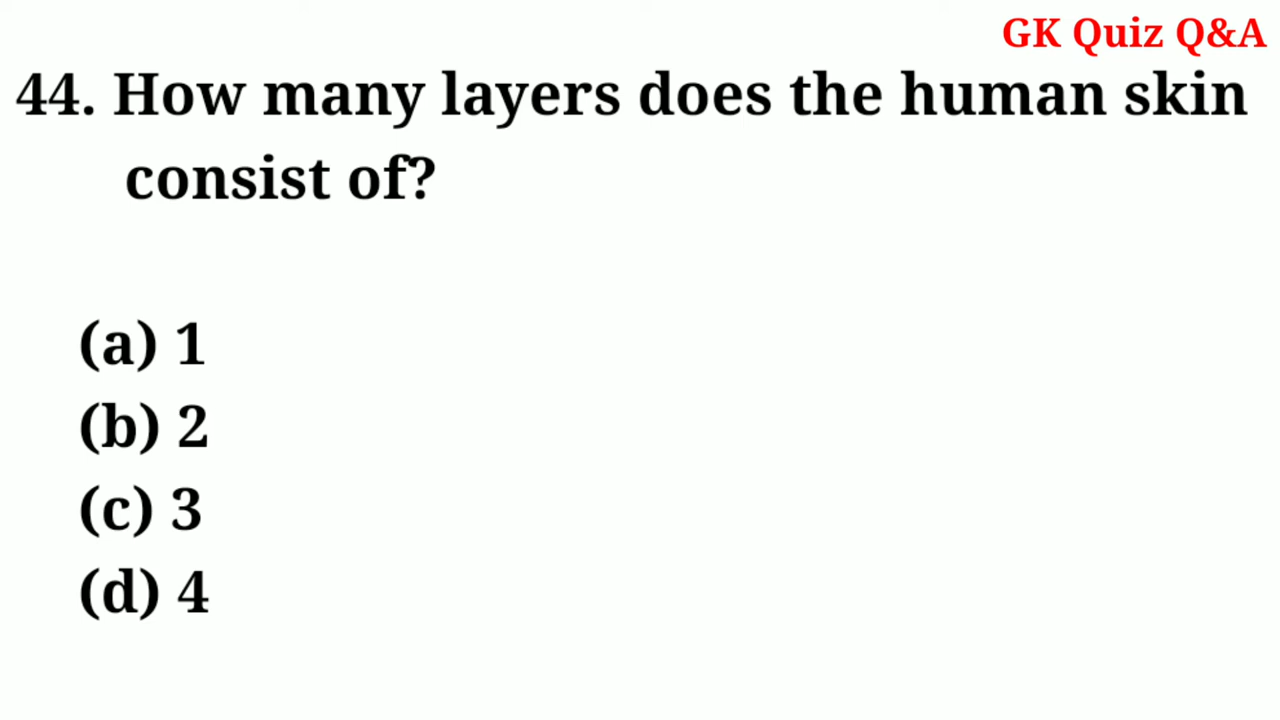 GK Quiz Q&A
44. How many layers does the human skin
consist of?
(a) 1
(b) 2
(c) 3
(d) 4